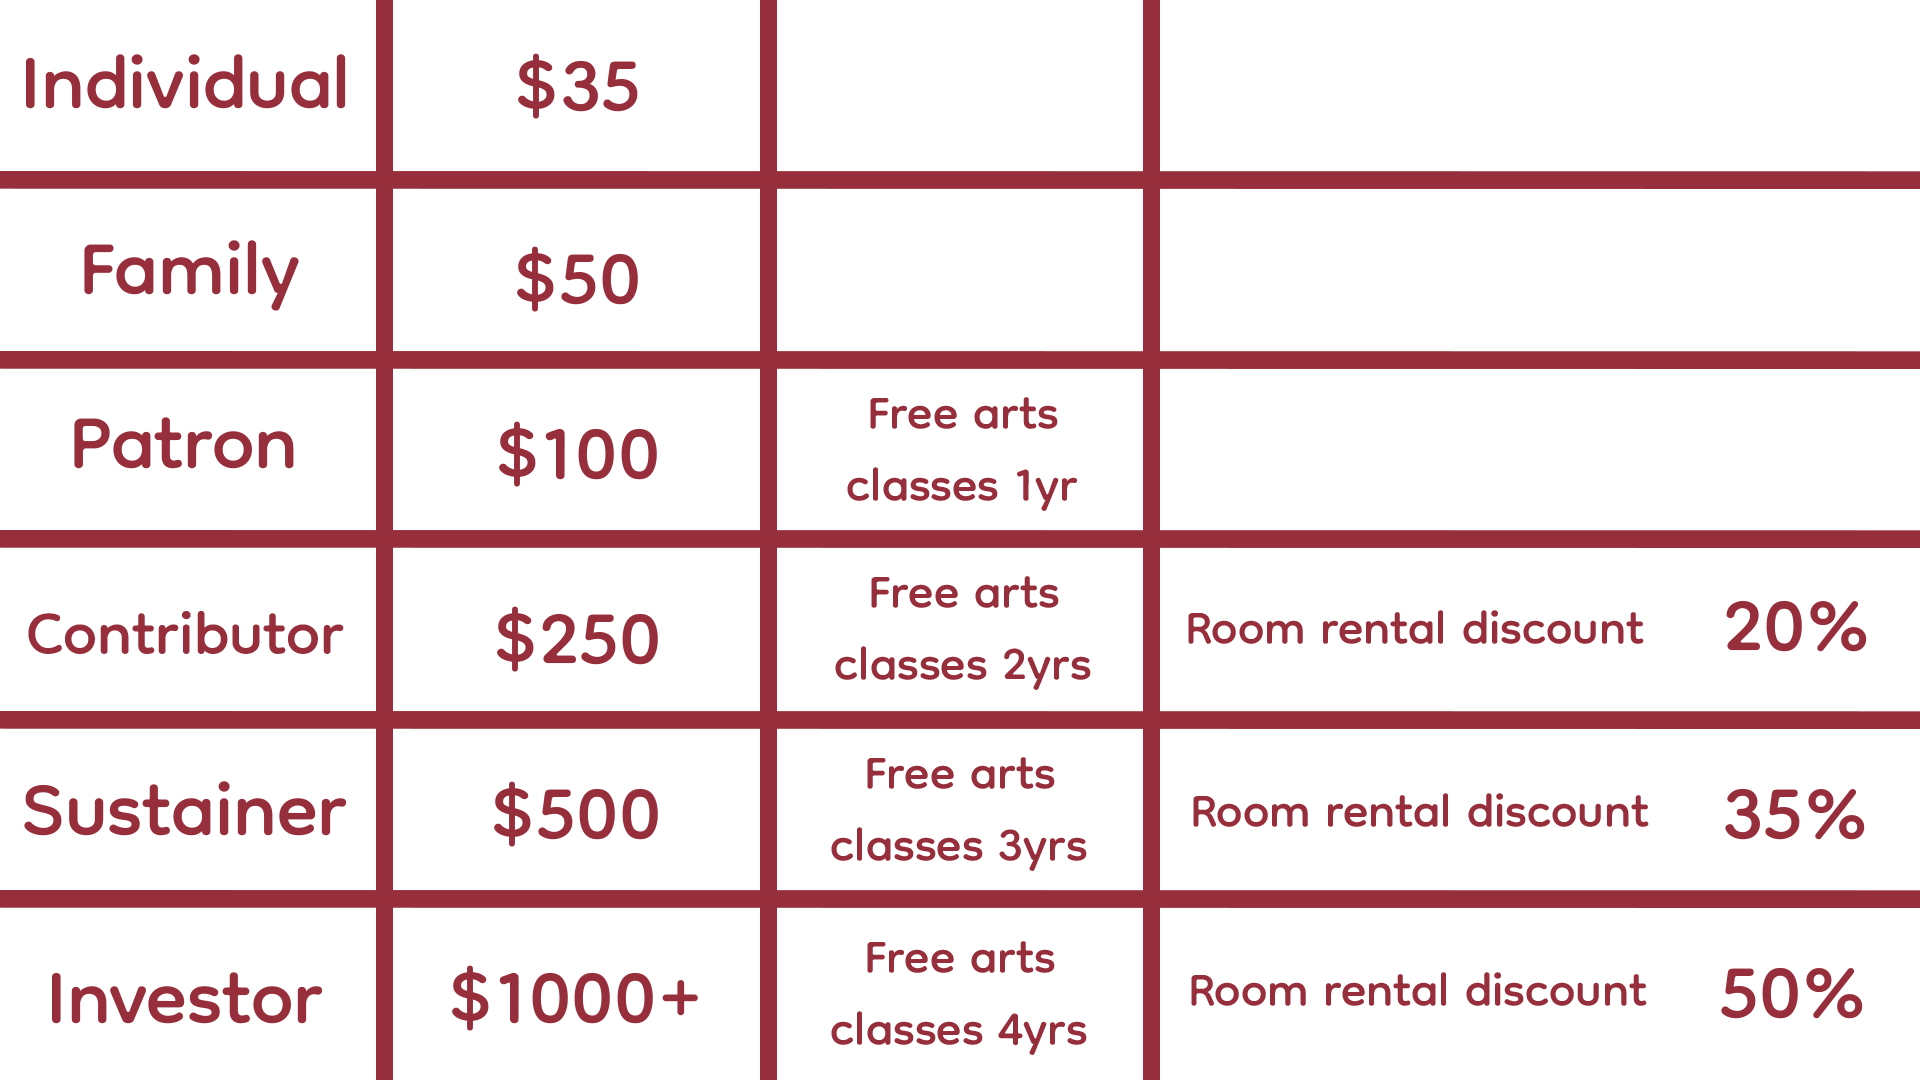 Individual
$35
Family
$50
Patron
$100
Free arts
classes 1yr
Contributor
$250
Free arts
classes 2yrs
Room rental discount 20%
Sustainer
$500
Free arts
classes 3yrs
Room rental discount 35%
Investor
$1000+
Free arts
classes 4yrs
Room rental discount 50%